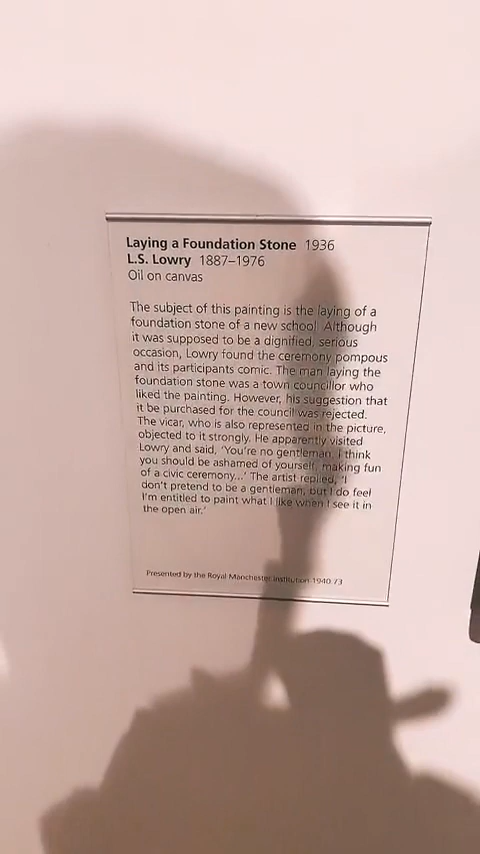 Laying a Foundation Stone 1936
L.S. Lowry 1887–1976
Oil on canvas
The subject of this painting is the laying of a
foundation stone of a new school. Although
it was supposed to be a dignified, serious
occasion, Lowry found the ceremony pompous
and its participants comic. The man laying the
foundation stone was a town councillor who
liked the painting. However, his suggestion that
it be purchased for the council was rejected.
The vicar, who is also represented in the picture,
objected to it strongly. He apparently visited
Lowry and said, 'You're no gentleman. I think
you should be ashamed of yourself, making fun
of a civic ceremony...' The artist replied, 'I
don't pretend to be a gentleman, but I do feel
I'm entitled to paint what I like when I see it in
the open air.'
Presented by the Royal Manchester Institution 1940.73